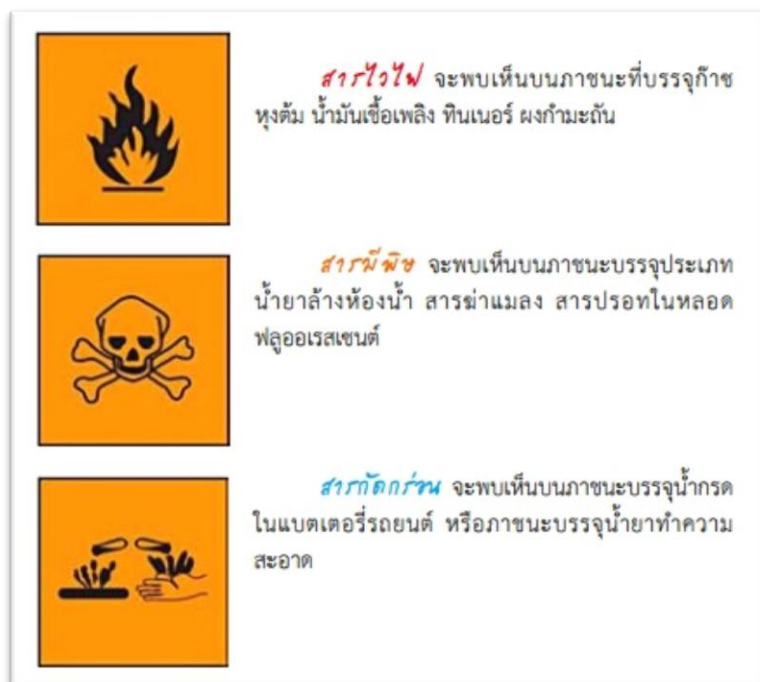 สารไวไฟ จะพบเห็นบนภาชนะที่บรรจุก๊าซ
หุงต้ม น้ำมันเชื้อเพลิง ทินเนอร์ ผงกำมะถัน
สารมีพิษ จะพบเห็นบนภาชนะบรรจุประเภท
น้ำยาล้างห้องน้ำ สารฆ่าแมลง สารปรอทในหลอด
ฟลูออเรสเซนต์
สารกัดกร่อน จะพบเห็นบนภาชนะบรรจุน้ำกรด
ในแบตเตอรี่รถยนต์ หรือภาชนะบรรจุน้ำยาทำความ
สะอาด